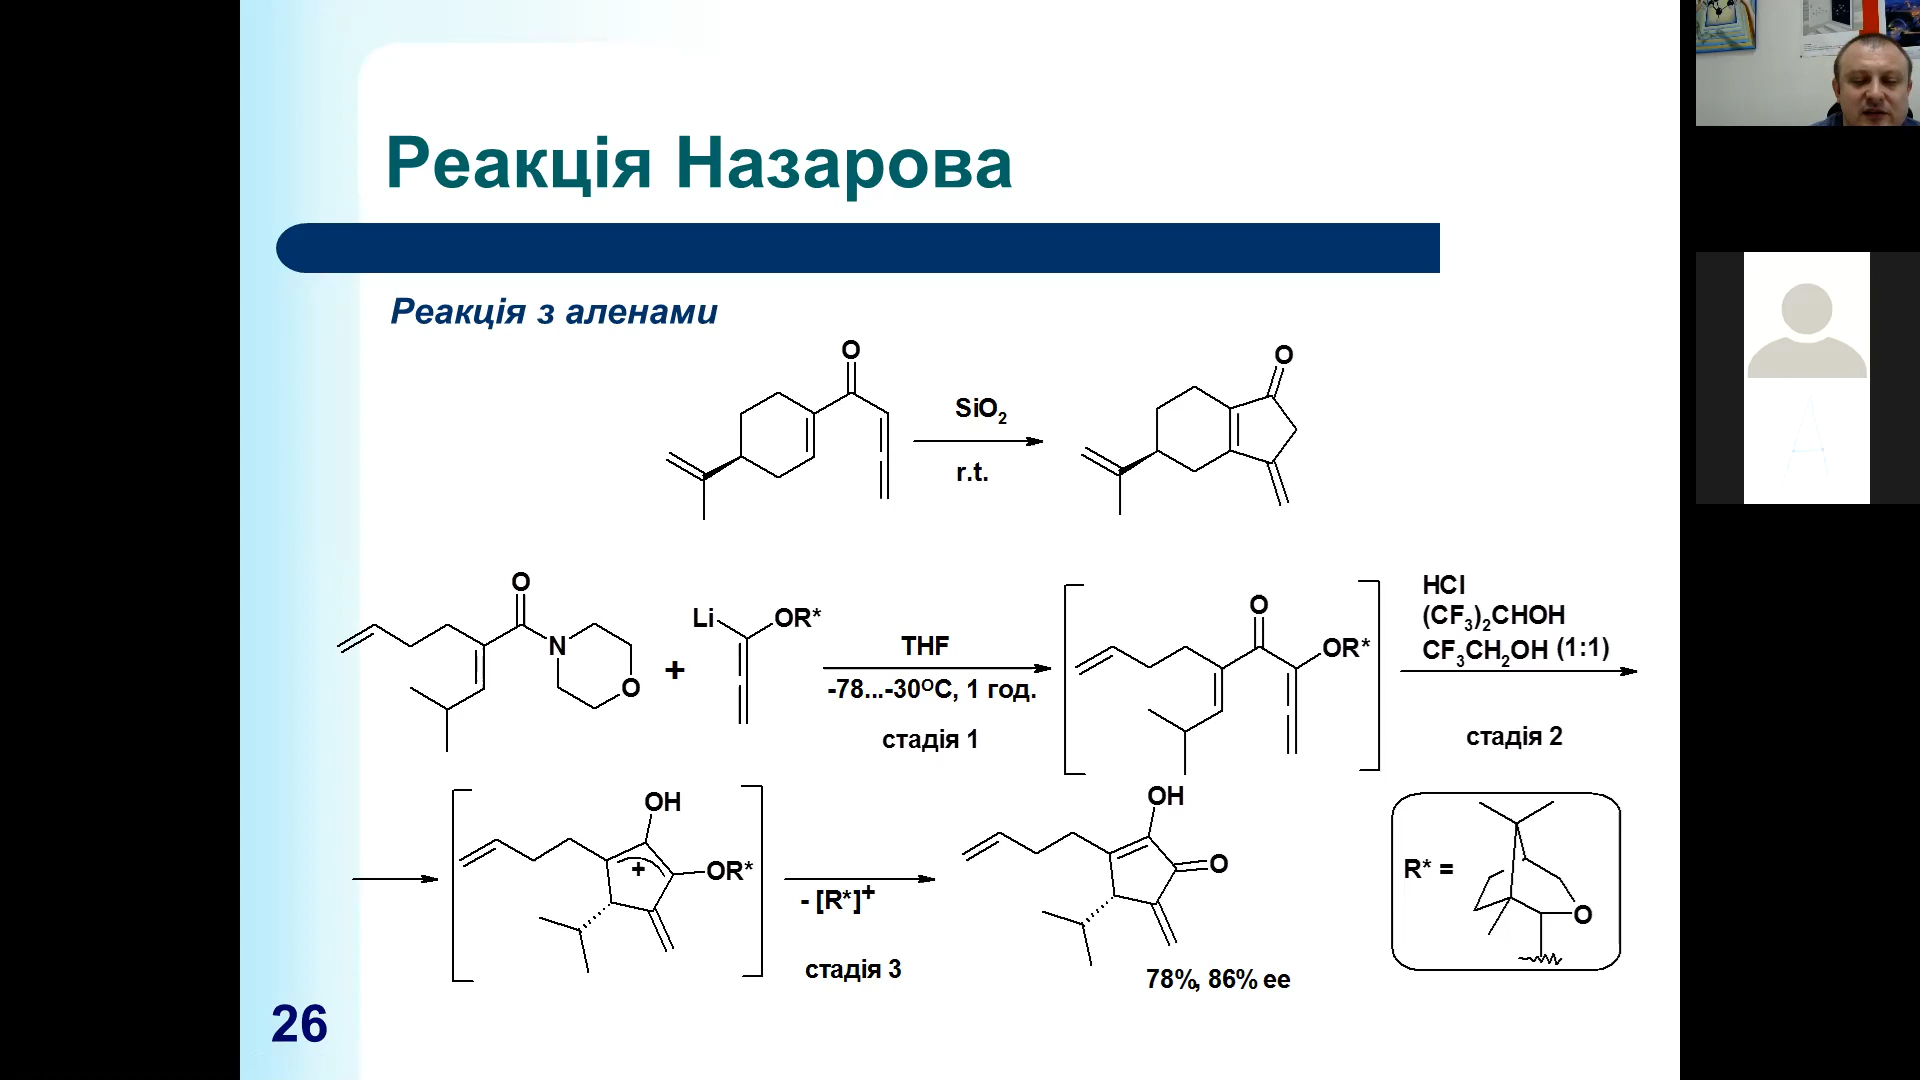 Реакція Назарова
Реакція з аленами
O
O
SiO2
r.t.
O
N
O
+
Li
OR*
THF
-78...-30°C, 1 год.
стадія 1
O
OR*
HCl
(CF3)2CHOH
CF3CH2OH (1:1)
стадія 2
OH
+
OR*
- [R*]+
стадія 3
OH
O
78%, 86% ee
R* =
O
26